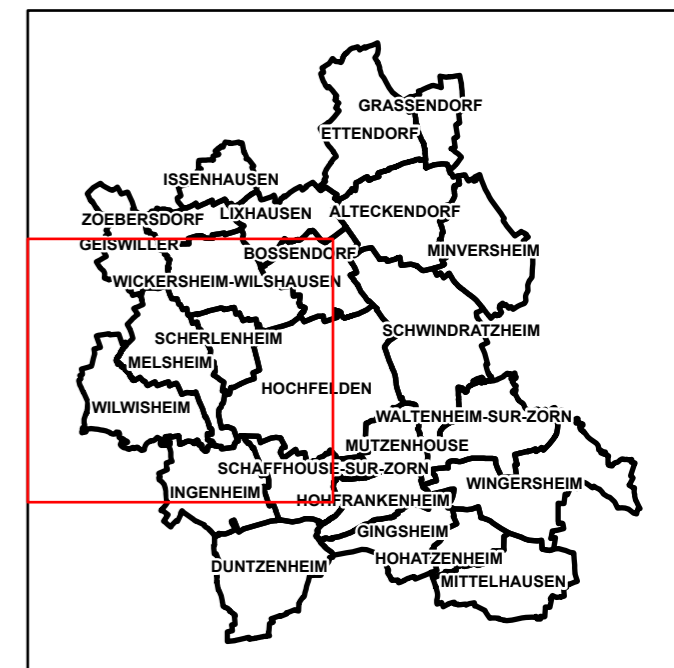 GRASSENDORF
ETTENDORF
ISSENHAUSEN
ZOEBERSDORF
LIXHAUSEN
ALTECKENDORF
GEISWILLER
BOSSENDORF
MINVERSHEIM
WICKERSHEIM-WILSHAUSEN
SCHWINDRATZHEIM
SCHERLENHEIM
MELSHEIM
HOCHFELDEN
WILWISHEIM
WALTENHEIM-SUR-ZORN
MUTZENHOUSE
SCHAFFHOUSE-SUR-ZORN
WINGERSHEIM
INGENHEIM
HOHFRANKENHEIM
GINGSHEIM
HOHATZENHEIM
DUNTZENHEIM
MITTELHAUSEN